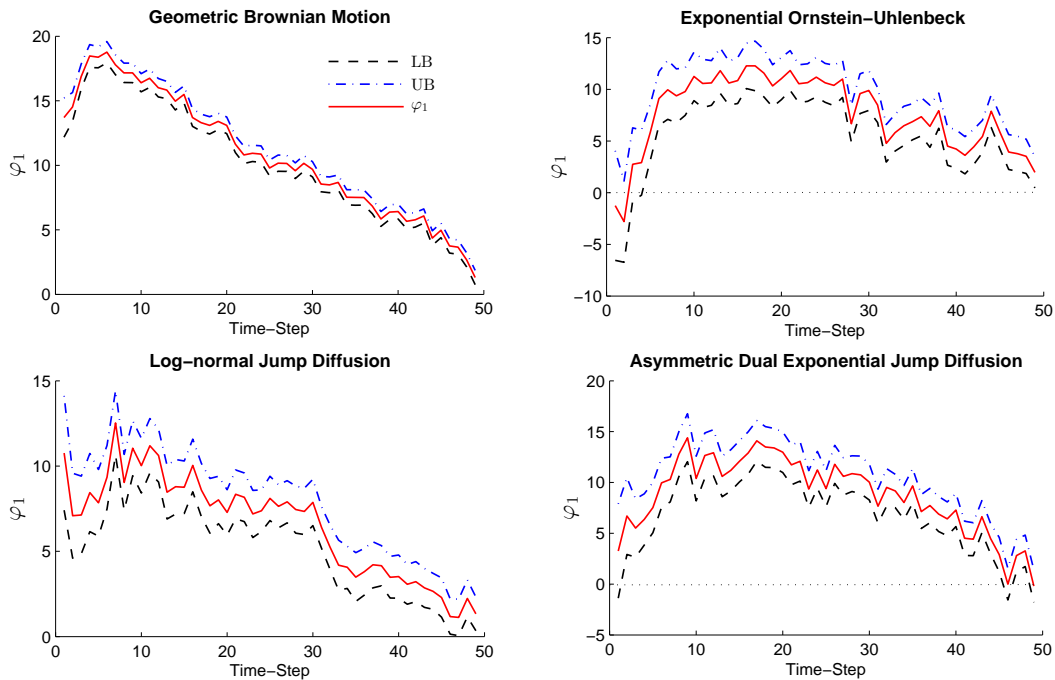 Geometric Brownian Motion
20
15
10
5
0
φ₁
LB
UB
φ₁
0 10 20 30 40 50
Time−Step
Exponential Ornstein−Uhlenbeck
15
10
5
0
−5
−10
φ₁
0 10 20 30 40 50
Time−Step
Log−normal Jump Diffusion
15
10
5
0
φ₁
0 10 20 30 40 50
Time−Step
Asymmetric Dual Exponential Jump Diffusion
20
15
10
5
0
−5
φ₁
0 10 20 30 40 50
Time−Step